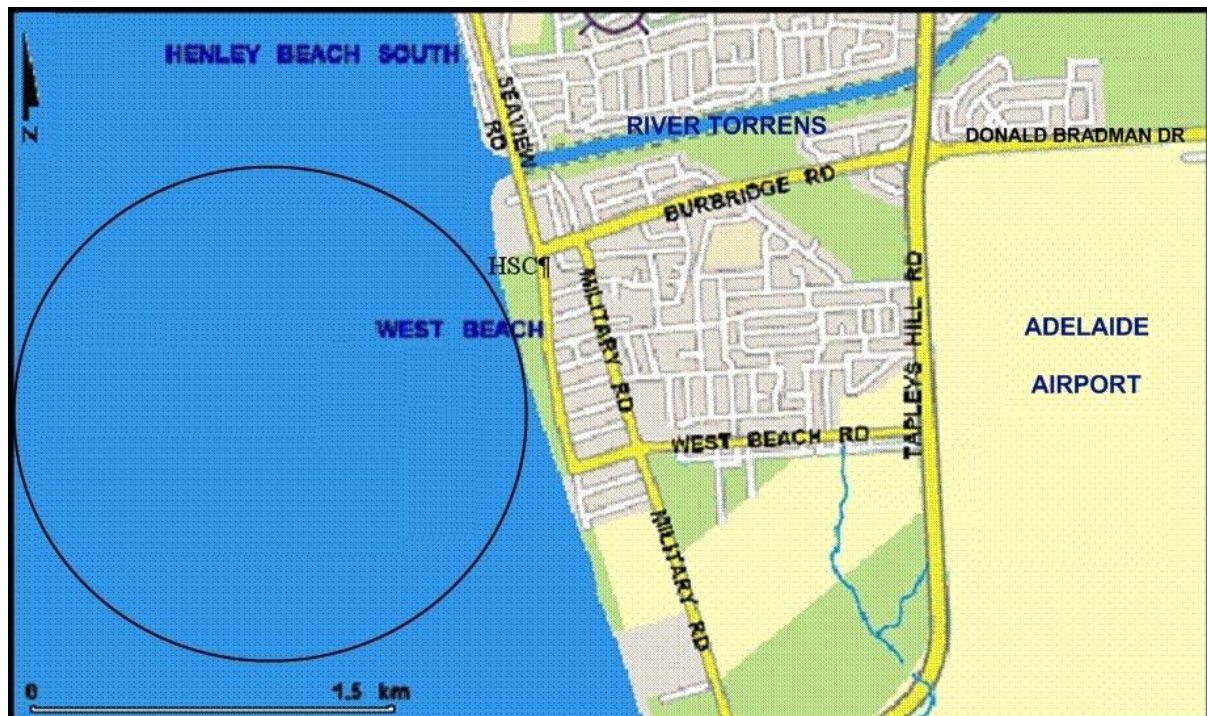 HENLEY BEACH SOUTH
SEAVIEW RD
RIVER TORRENS
DONALD BRADMAN DR
BURBRIDGE RD
HSC¶
MILITARY RD
WEST BEACH
TAPLEYS HILL RD
ADELAIDE
AIRPORT
WEST BEACH RD
MILITARY RD
N
0 1.5 km